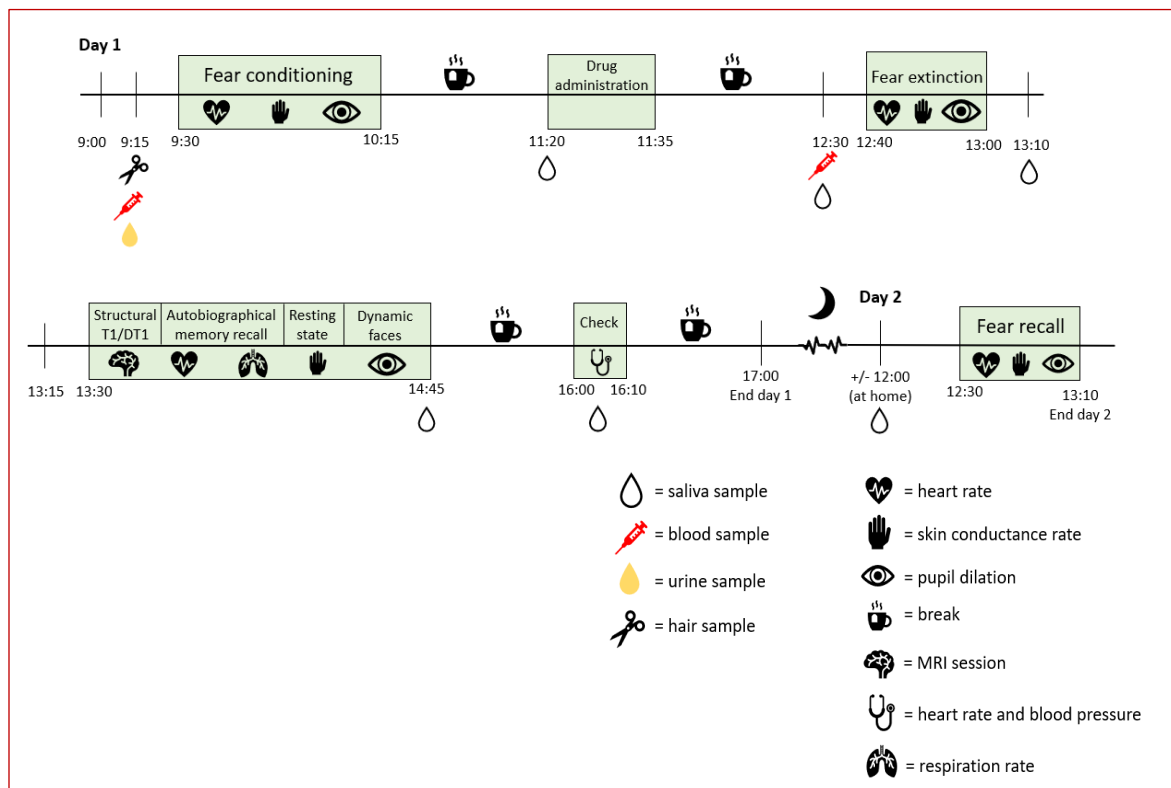 Day 1
Fear conditioning
Drug
administration
Fear extinction
9:00
9:15
9:30
10:15
11:20
11:35
12:30
12:40
13:00
13:10
Structural
T1/DT1
Autobiographical
memory recall
Resting
state
Dynamic
faces
Check
Day 2
Fear recall
13:15
13:30
14:45
16:00
16:10
17:00
End day 1
+/- 12:00
(at home)
12:30
13:10
End day 2
= saliva sample
= blood sample
= urine sample
= hair sample
= heart rate
= skin conductance rate
= pupil dilation
= break
= MRI session
= heart rate and blood pressure
= respiration rate